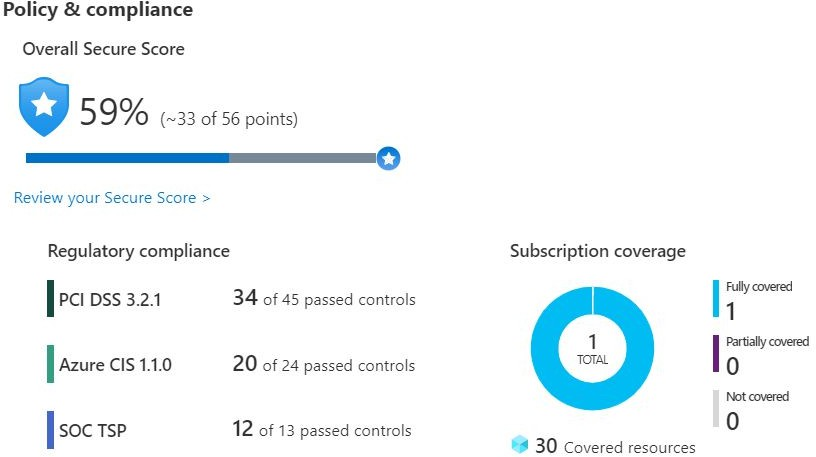 Policy & compliance
Overall Secure Score
59% (~33 of 56 points)
Review your Secure Score >
Regulatory compliance
PCI DSS 3.2.1 34 of 45 passed controls
Azure CIS 1.1.0 20 of 24 passed controls
SOC TSP 12 of 13 passed controls
Subscription coverage
1
TOTAL
Fully covered
1
Partially covered
0
Not covered
0
30 Covered resources